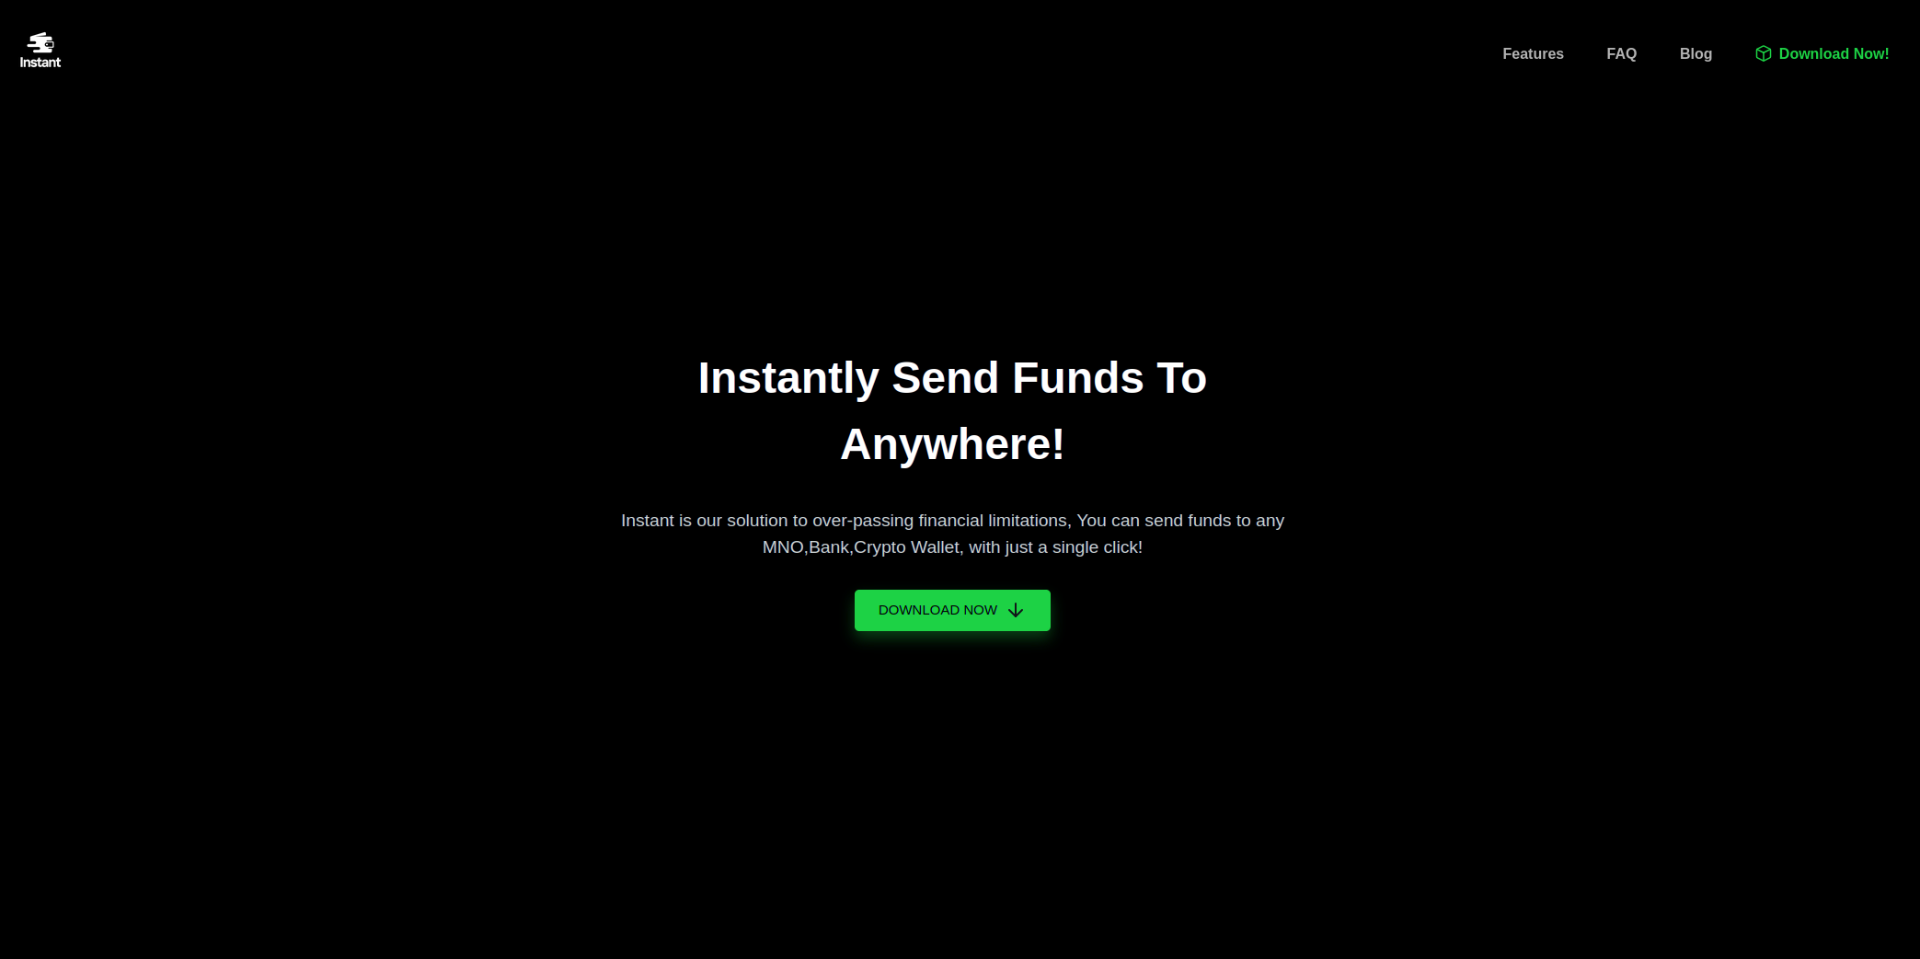 Instant
Features
FAQ
Blog
Download Now!
Instantly Send Funds To
Anywhere!
Instant is our solution to over-passing financial limitations, You can send funds to any
MNO,Bank,Crypto Wallet, with just a single click!
DOWNLOAD NOW